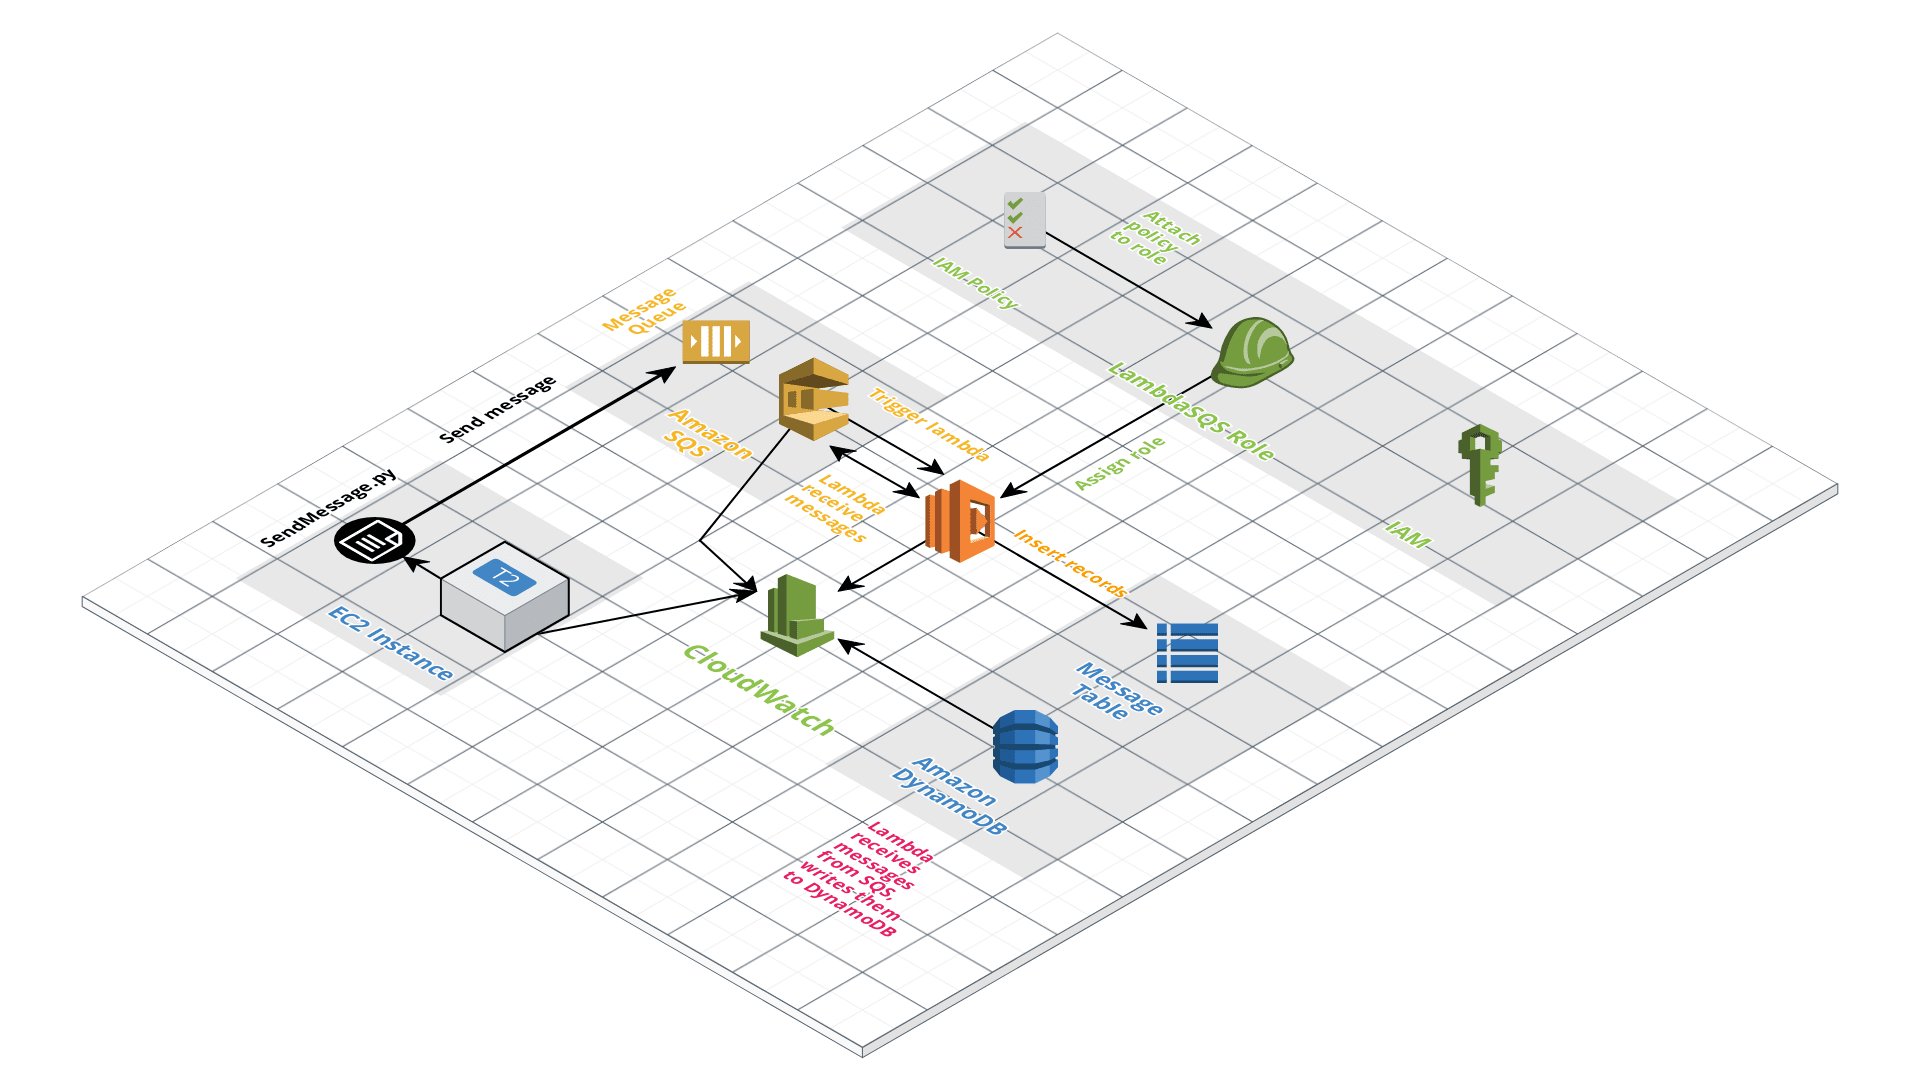 Attach
policy
to role
IAM-Policy
Message
Queue
LambdaSQS-Role
Trigger lambda
Send message
Amazon
SQS
Assign role
SendMessage.py
Lambda
receive
messages
IAM
Insert-records
T2
EC2 Instance
CloudWatch
Message
Table
Amazon
DynamoDB
Lambda
receives
messages
from SQS,
writes them
to DynamoDB